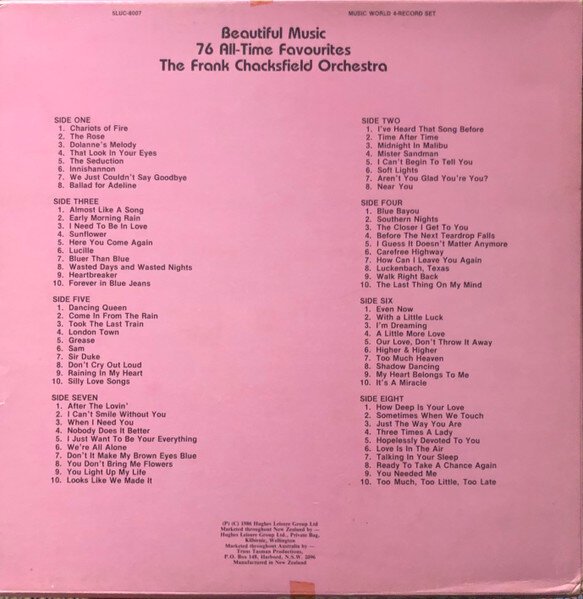 SLUC-8007
MUSIC WORLD 4-RECORD SET
Beautiful Music
76 All-Time Favourites
The Frank Chacksfield Orchestra
SIDE ONE
1. Chariots of Fire
2. The Rose
3. Dolanne's Melody
4. That Look In Your Eyes
5. The Seduction
6. Innishannon
7. We Just Couldn't Say Goodbye
8. Ballad for Adeline
SIDE TWO
1. I've Heard That Song Before
2. Time After Time
3. Midnight In Malibu
4. Mister Sandman
5. I Can't Begin To Tell You
6. Soft Lights
7. Aren't You Glad You're You?
8. Near You
SIDE THREE
1. Almost Like A Song
2. Early Morning Rain
3. I Need To Be In Love
4. Sunflower
5. Here You Come Again
6. Lucille
7. Bluer Than Blue
8. Wasted Days and Wasted Nights
9. Heartbreaker
10. Forever in Blue Jeans
SIDE FOUR
1. Blue Bayou
2. Southern Nights
3. The Closer I Get To You
4. Before The Next Teardrop Falls
5. I Guess It Doesn't Matter Anymore
6. Carefree Highway
7. How Can I Leave You Again
8. Luckenbach, Texas
9. Walk Right Back
10. The Last Thing On My Mind
SIDE FIVE
1. Dancing Queen
2. Come In From The Rain
3. Took The Last Train
4. London Town
5. Grease
6. Sam
7. Sir Duke
8. Don't Cry Out Loud
9. Raining In My Heart
10. Silly Love Songs
SIDE SIX
1. Even Now
2. With a Little Luck
3. I'm Dreaming
4. A Little More Love
5. Our Love, Don't Throw It Away
6. Higher & Higher
7. Too Much Heaven
8. Shadow Dancing
9. My Heart Belongs To Me
10. It's A Miracle
SIDE SEVEN
1. After The Lovin'
2. I Can't Smile Without You
3. When I Need You
4. Nobody Does It Better
5. I Just Want To Be Your Everything
6. We're All Alone
7. Don't It Make My Brown Eyes Blue
8. You Don't Bring Me Flowers
9. You Light Up My Life
10. Looks Like We Made It
SIDE EIGHT
1. How Deep Is Your Love
2. Sometimes When We Touch
3. Just The Way You Are
4. Three Times A Lady
5. Hopelessly Devoted To You
6. Love Is In The Air
7. Talking In Your Sleep
8. Ready To Take A Chance Again
9. You Needed Me
10. Too Much, Too Little, Too Late
(P) (C) 1986 Hughes Leisure Group Ltd
Marketed throughout New Zealand by —
Hughes Leisure Group Ltd., Private Bag,
Kilbirnie, Wellington
Marketed throughout Australia by —
Trans Tasman Productions,
P.O. Box 148, Harbord, N.S.W. 2096
Manufactured in New Zealand